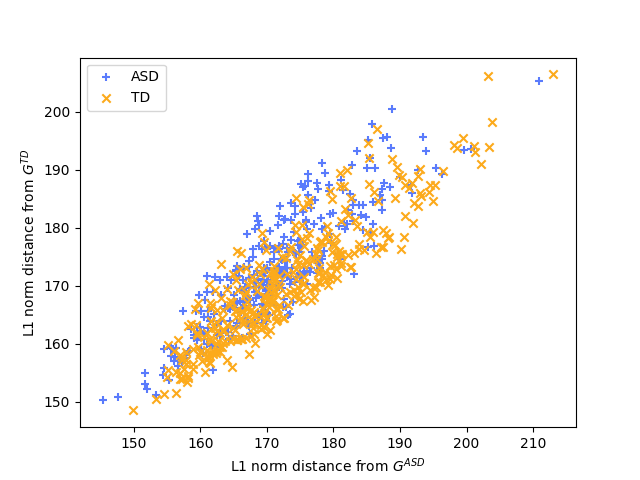 ASD
TD
200
190
180
170
160
150
L1 norm distance from G^{TD}
150 160 170 180 190 200 210
L1 norm distance from G^{ASD}